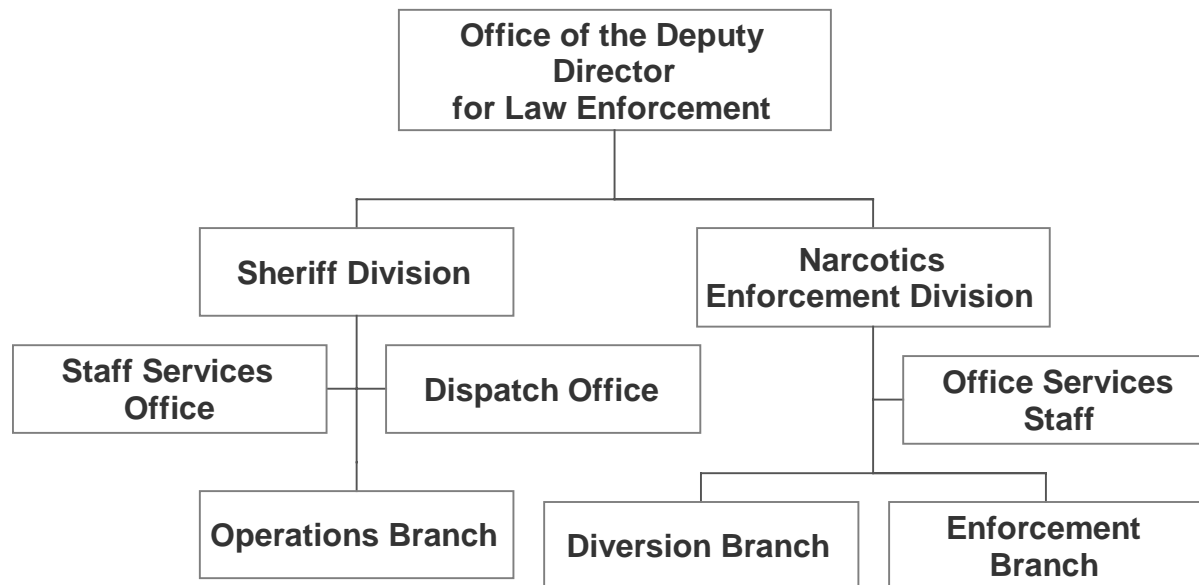 Office of the Deputy
Director
for Law Enforcement
Sheriff Division
Narcotics
Enforcement Division
Staff Services
Office
Dispatch Office
Office Services
Staff
Operations Branch
Diversion Branch
Enforcement
Branch